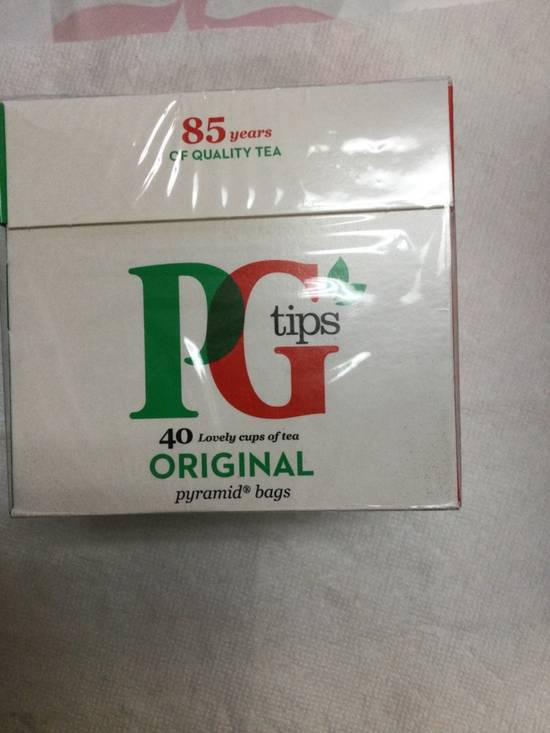 85 years
OF QUALITY TEA
PG
tips
40 Lovely cups of tea
ORIGINAL
pyramid® bags